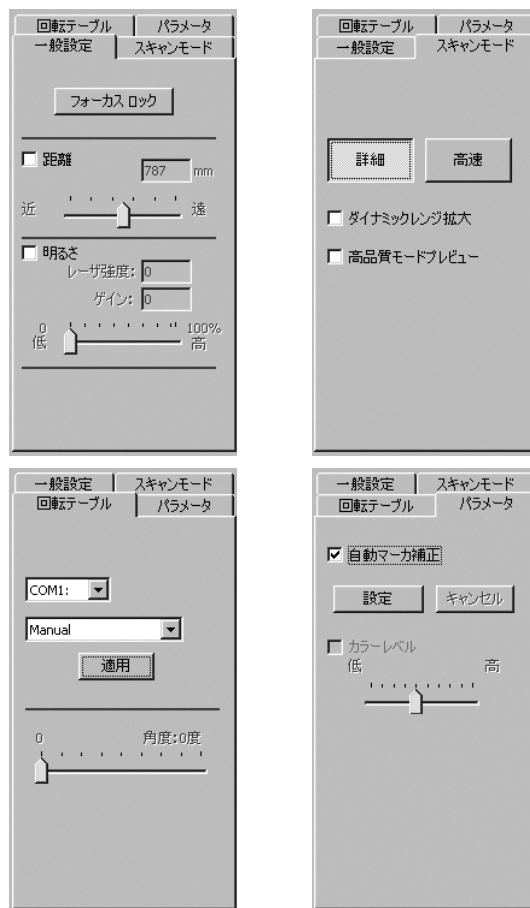 回転テーブル パラメータ
一般設定 スキャンモード
フォーカス ロック
距離 787 mm
近 遠
明るさ
レーザ強度: 0
ゲイン: 0
0 100%
低 高
回転テーブル パラメータ
一般設定 スキャンモード
詳細 高速
ダイナミックレンジ拡大
高品質モードプレビュー
一般設定 スキャンモード
回転テーブル パラメータ
COM1:
Manual
適用
0 角度:0度
一般設定 スキャンモード
回転テーブル パラメータ
自動マーカ補正
設定 キャンセル
カラーレベル
低 高